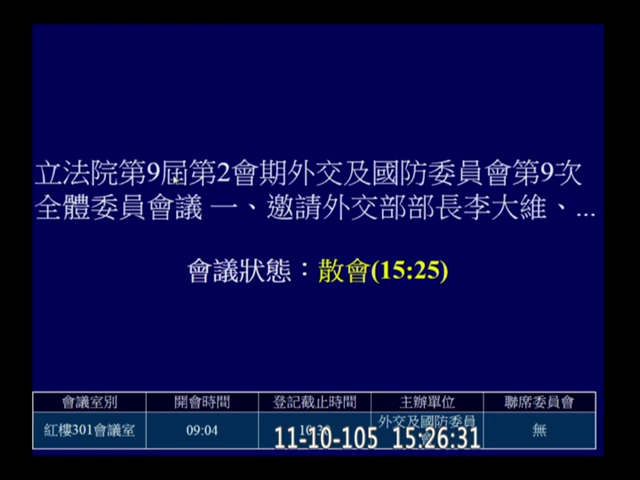 立法院第9屆第2會期外交及國防委員會第9次
全體委員會議 一、邀請外交部部長李大維、...
會議狀態：散會(15:25)
會議室別 開會時間 登記截止時間 主辦單位 聯席委員會
紅樓301會議室 09:04 外交及國防委員 無
11-10-105 15:26:31